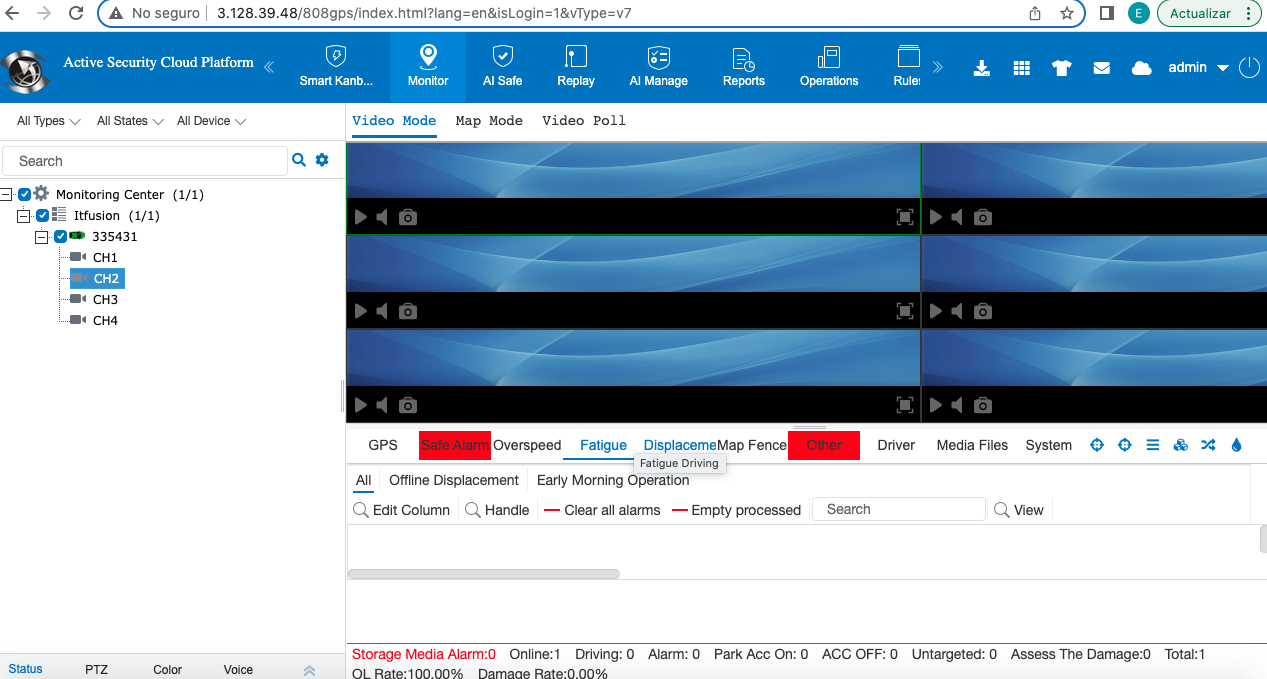 No seguro 3.128.39.48/808gps/index.html?lang=en&isLogin=1&vType=v7
E
Actualizar
Active Security Cloud Platform
Smart Kanb...
Monitor
AI Safe
Replay
AI Manage
Reports
Operations
Rules
admin
All Types All States All Device
Search
Monitoring Center (1/1)
Itfusion (1/1)
335431
CH1
CH2
CH3
CH4
Status PTZ Color Voice
Video Mode Map Mode Video Poll
GPS Safe Alarm Overspeed Fatigue Displaceme Map Fence Other Driver Media Files System
Fatigue Driving
All Offline Displacement Early Morning Operation
Edit Column Handle Clear all alarms Empty processed Search View
Storage Media Alarm:0 Online:1 Driving: 0 Alarm: 0 Park Acc On: 0 ACC OFF: 0 Untargeted: 0 Assess The Damage:0 Total:1
OL Rate:100.00% Damage Rate:0.00%